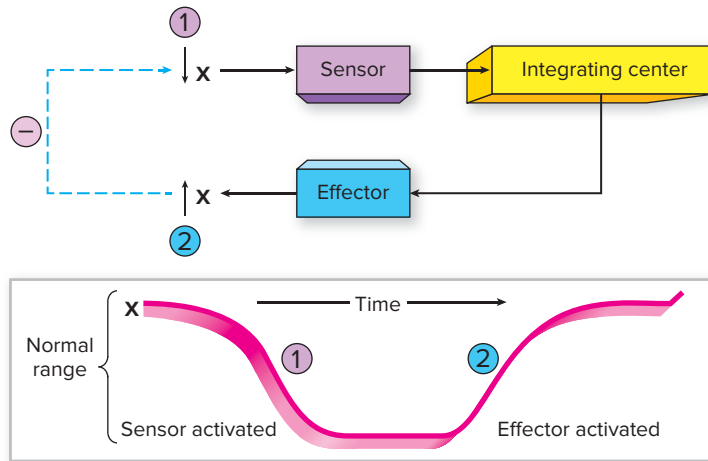 1
X
Sensor
Integrating center
−
X
Effector
2
X
Time
Normal
range
1
2
Sensor activated
Effector activated